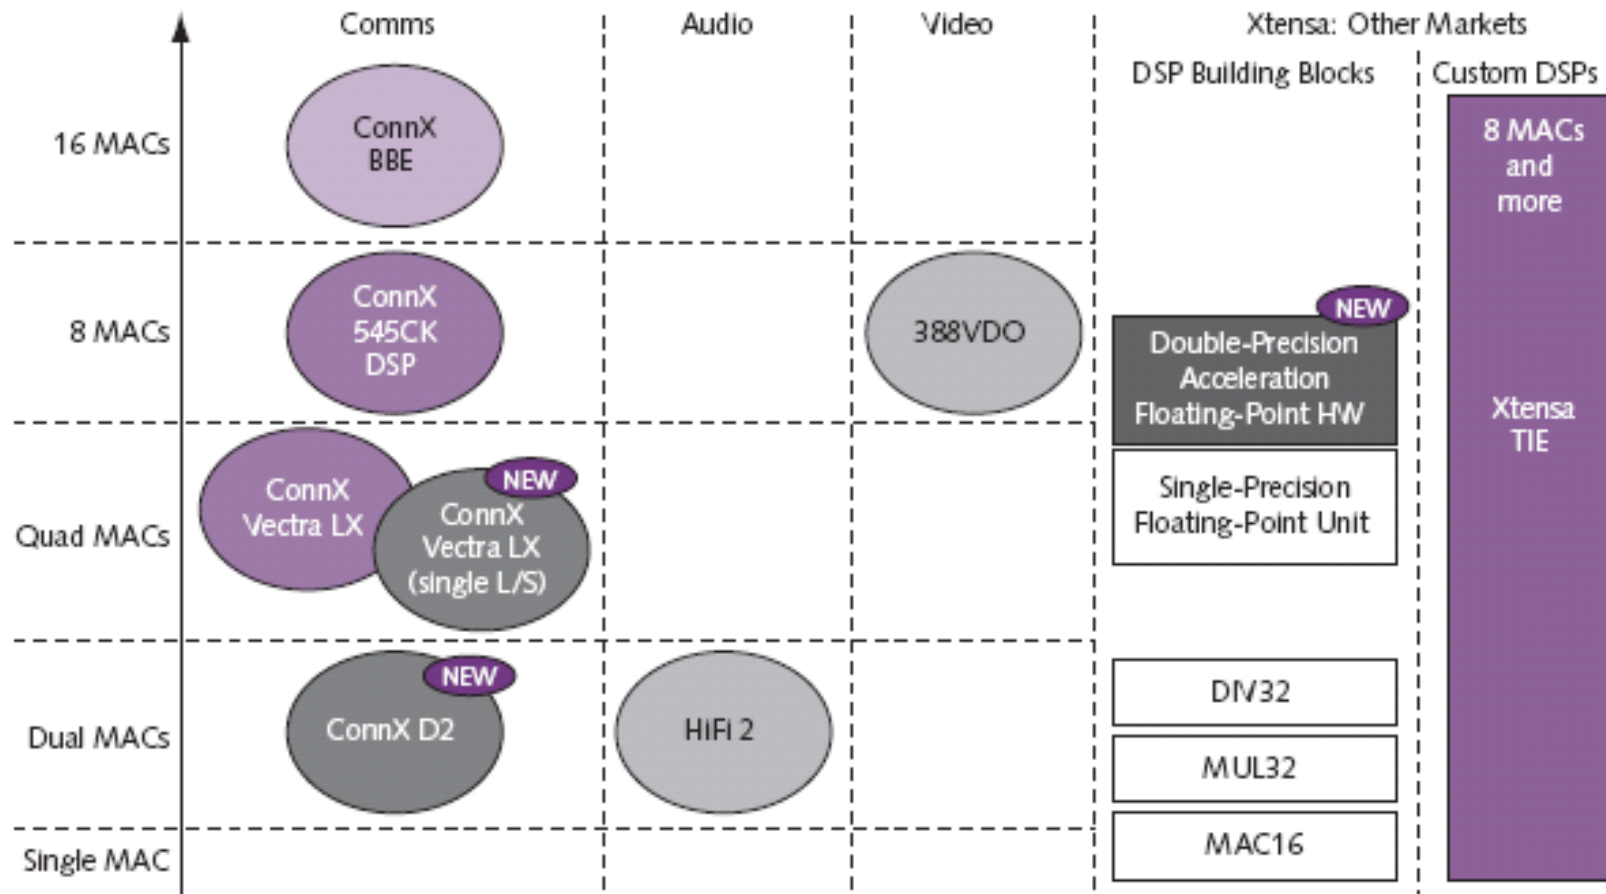 Comms
Audio
Video
Xtensa: Other Markets
DSP Building Blocks
Custom DSPs
16 MACs
ConnX
BBE
8 MACs
and
more
8 MACs
ConnX
545CK
DSP
388VDO
NEW
Double-Precision
Acceleration
Floating-Point HW
Xtensa
TIE
Quad MACs
ConnX
Vectra LX
NEW
ConnX
Vectra LX
(single L/S)
Single-Precision
Floating-Point Unit
Dual MACs
NEW
ConnX D2
HiFi 2
DIV32
MUL32
Single MAC
MAC16